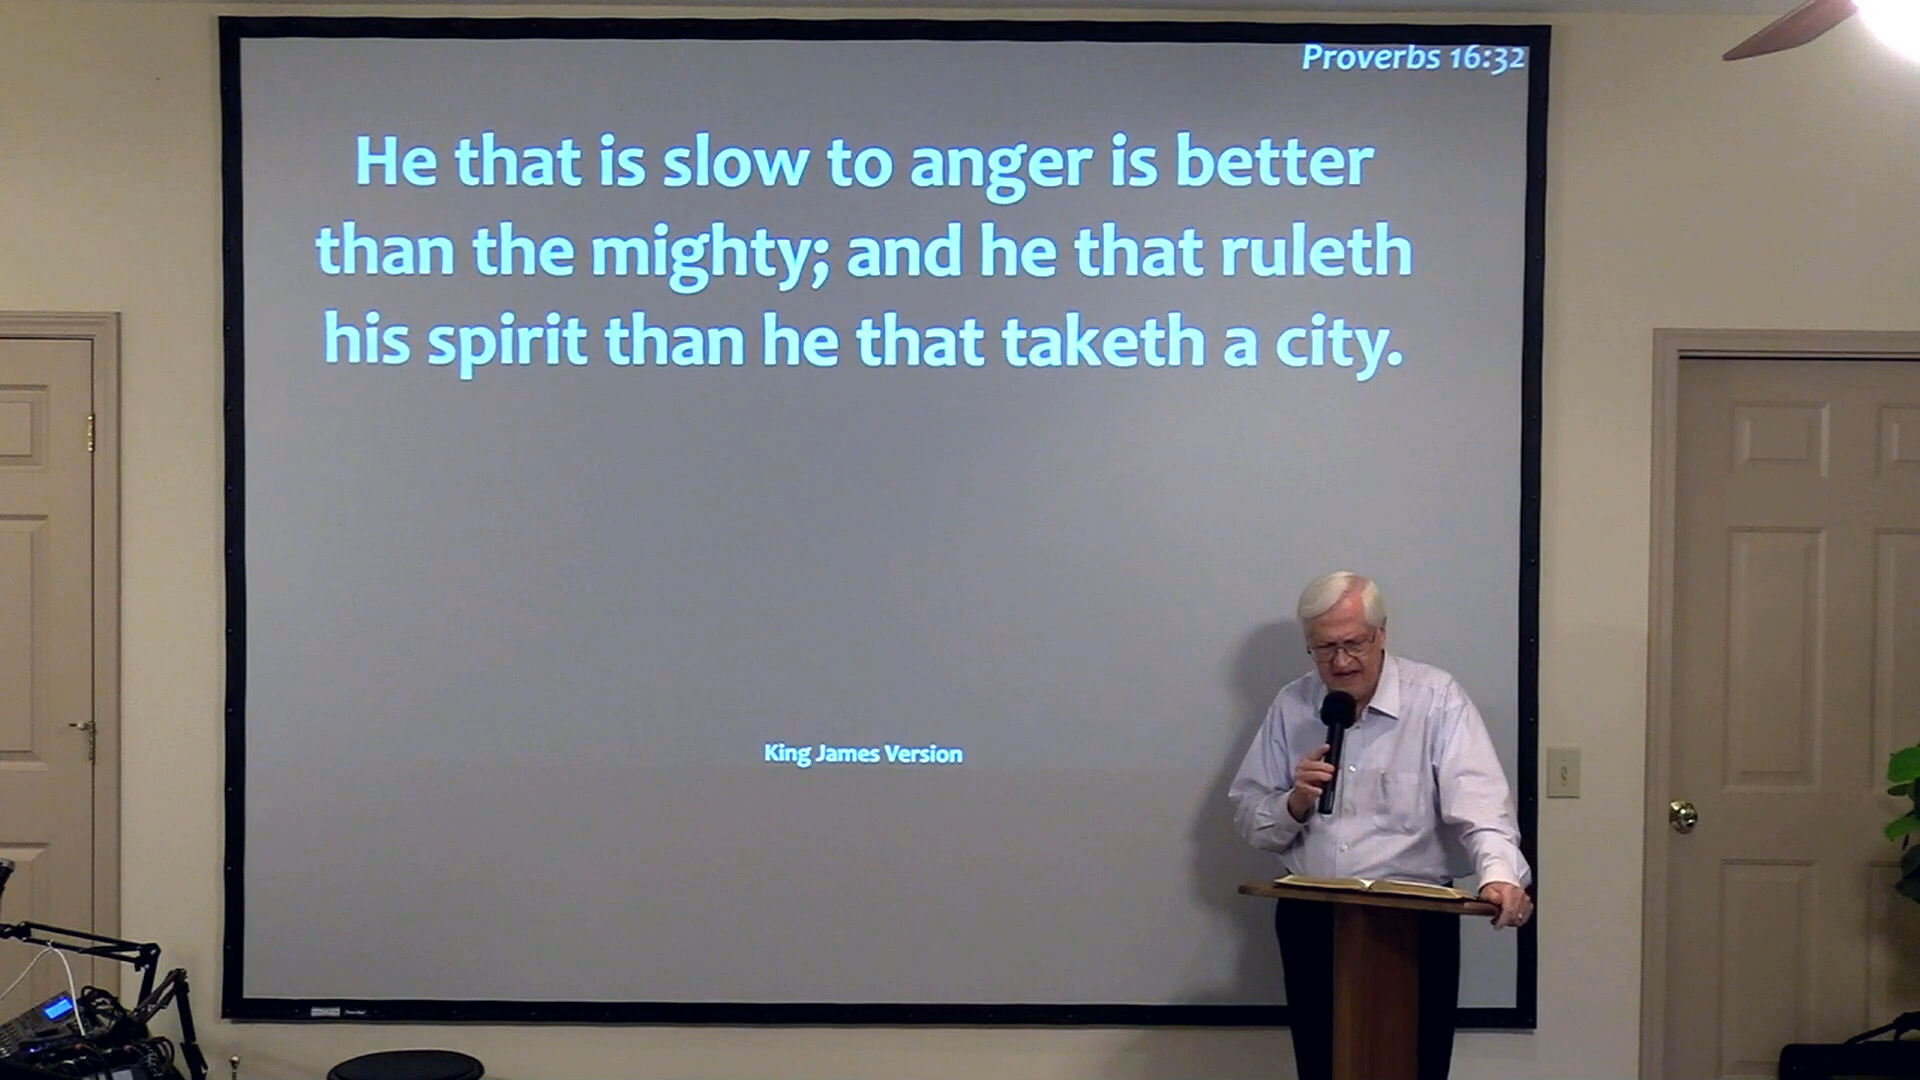 Proverbs 16:32
He that is slow to anger is better
than the mighty; and he that ruleth
his spirit than he that taketh a city.
King James Version